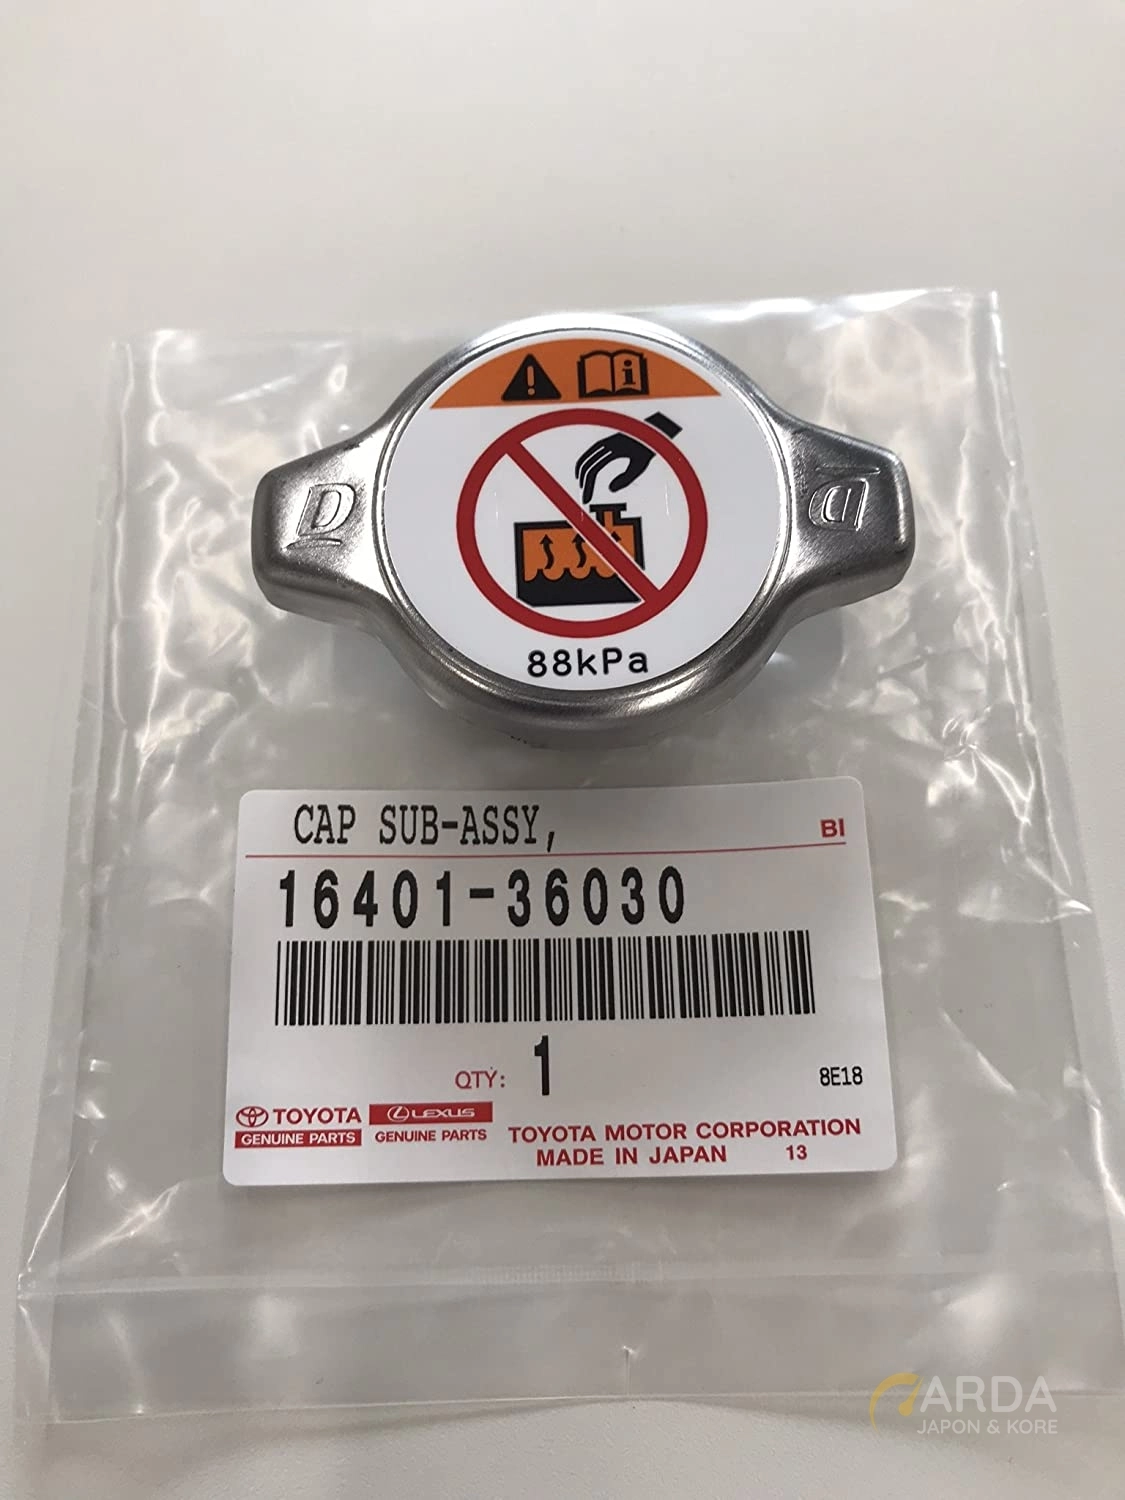 D
D
88kPa
CAP SUB-ASSY,
BI
16401-36030
QTY: 1
8E18
TOYOTA
GENUINE PARTS
LEXUS
GENUINE PARTS
TOYOTA MOTOR CORPORATION
MADE IN JAPAN 13
ARDA
JAPON & KORE